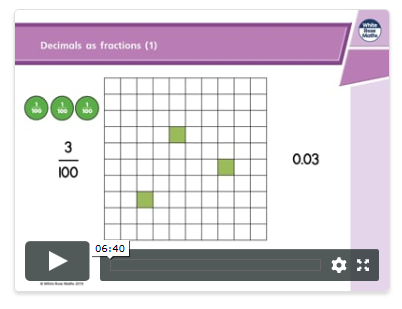 White
Rose
Maths
Decimals as fractions (1)
1
100
1
100
1
100
3
100
0.03
06:40
© White Rose Maths 2019